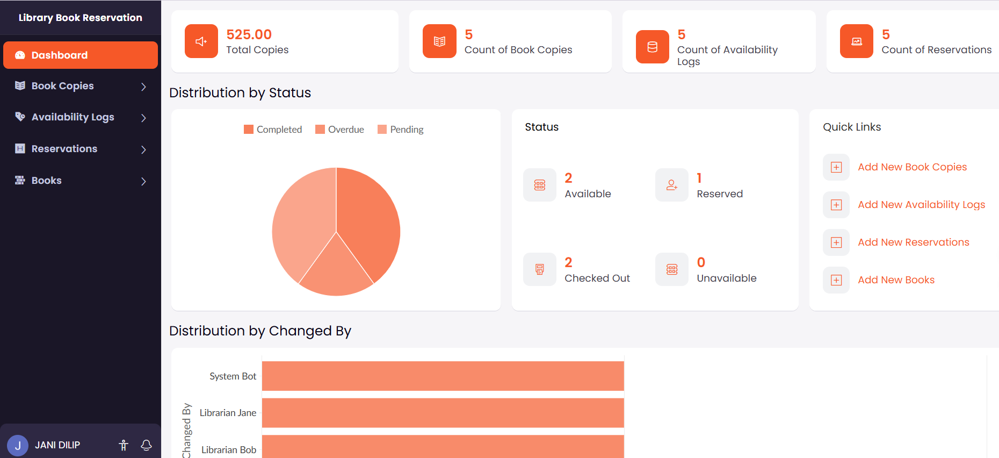 Library Book Reservation
Dashboard
Book Copies
Availability Logs
Reservations
Books
JANI DILIP
J
525.00
Total Copies
5
Count of Book Copies
5
Count of Availability
Logs
5
Count of Reservations
Distribution by Status
Completed
Overdue
Pending
Status
2
Available
1
Reserved
2
Checked Out
0
Unavailable
Quick Links
Add New Book Copies
Add New Availability Logs
Add New Reservations
Add New Books
Distribution by Changed By
Changed By
System Bot
Librarian Jane
Librarian Bob